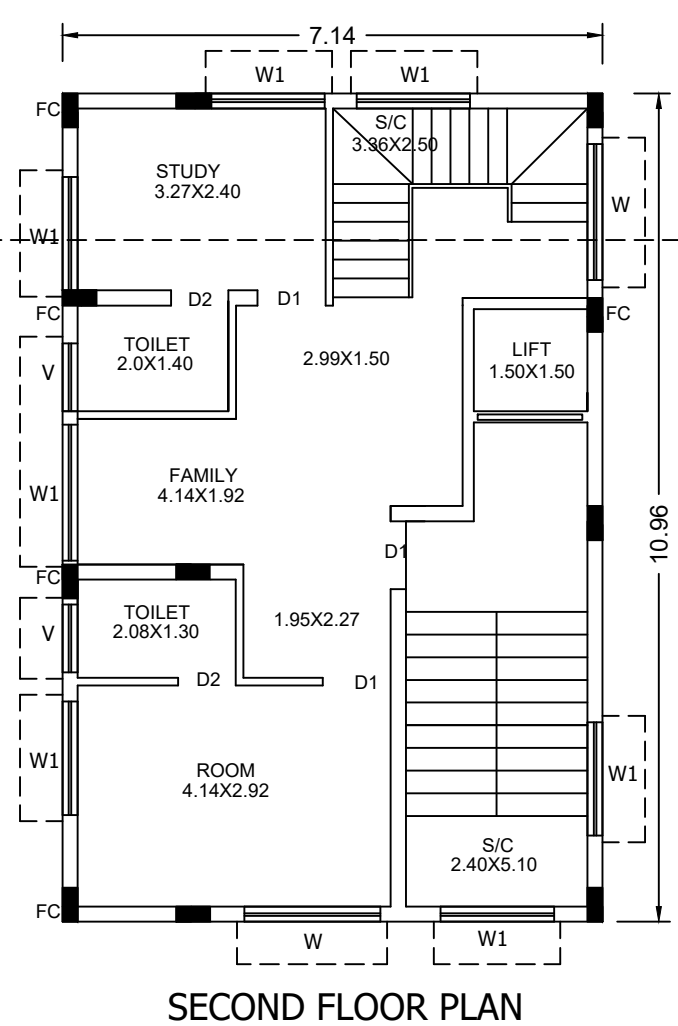 7.14
W1
W1
FC
S/C
3.36X2.50
STUDY
3.27X2.40
W
W1
D2
D1
FC
FC
TOILET
2.0X1.40
V
2.99X1.50
LIFT
1.50X1.50
FAMILY
4.14X1.92
W1
10.96
D1
FC
TOILET
2.08X1.30
V
1.95X2.27
D2
D1
W1
ROOM
4.14X2.92
W1
S/C
2.40X5.10
FC
W
W1
SECOND FLOOR PLAN